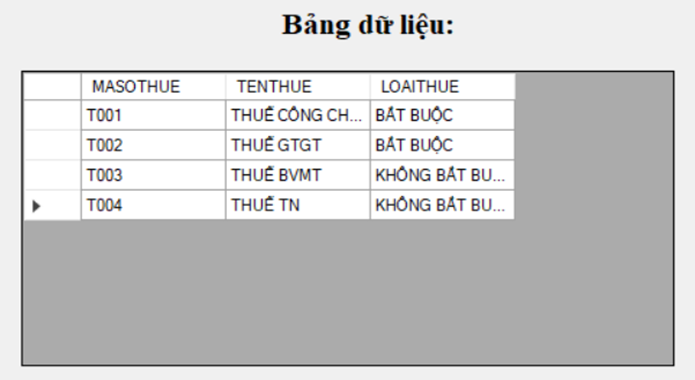 Bảng dữ liệu:
MASOTHUE TENTHUE LOAITHUE
T001 THUẾ CÔNG CH... BẮT BUỘC
T002 THUẾ GTGT BẮT BUỘC
T003 THUẾ BVMT KHÔNG BẮT BU...
T004 THUẾ TN KHÔNG BẮT BU...